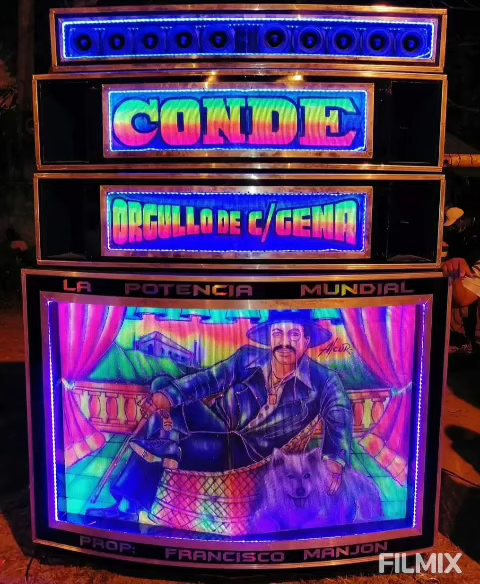 CONDE
ORGULLO DE C/GENA
LA POTENCIA MUNDIAL
PROP: FRANCISCO MANJON
FILMIX